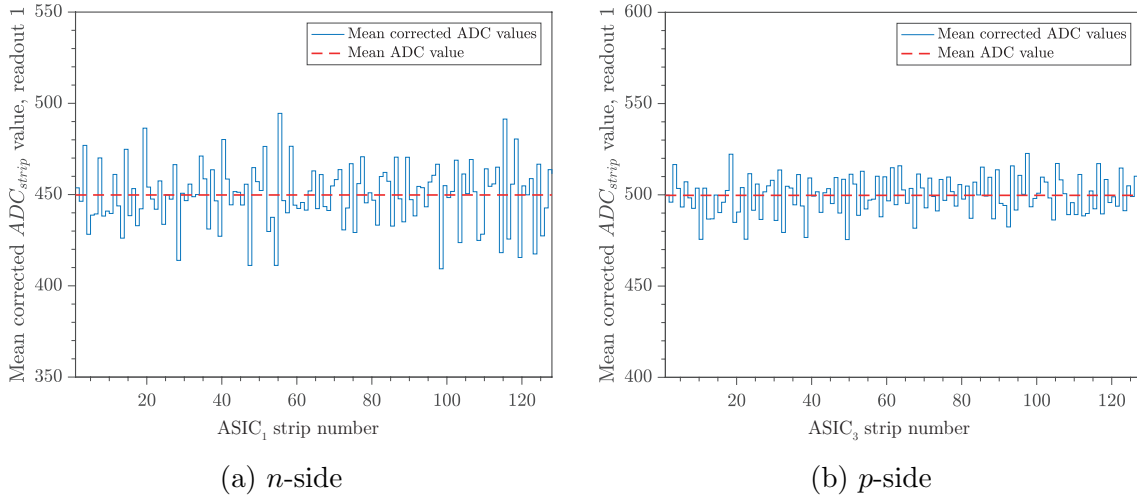 Mean corrected ADC_strip value, readout 1
550
500
450
400
350
20 40 60 80 100 120
ASIC_1 strip number
Mean corrected ADC values
Mean ADC value
(a) n-side
Mean corrected ADC_strip value, readout 1
600
550
500
450
400
20 40 60 80 100 120
ASIC_3 strip number
Mean corrected ADC values
Mean ADC value
(b) p-side